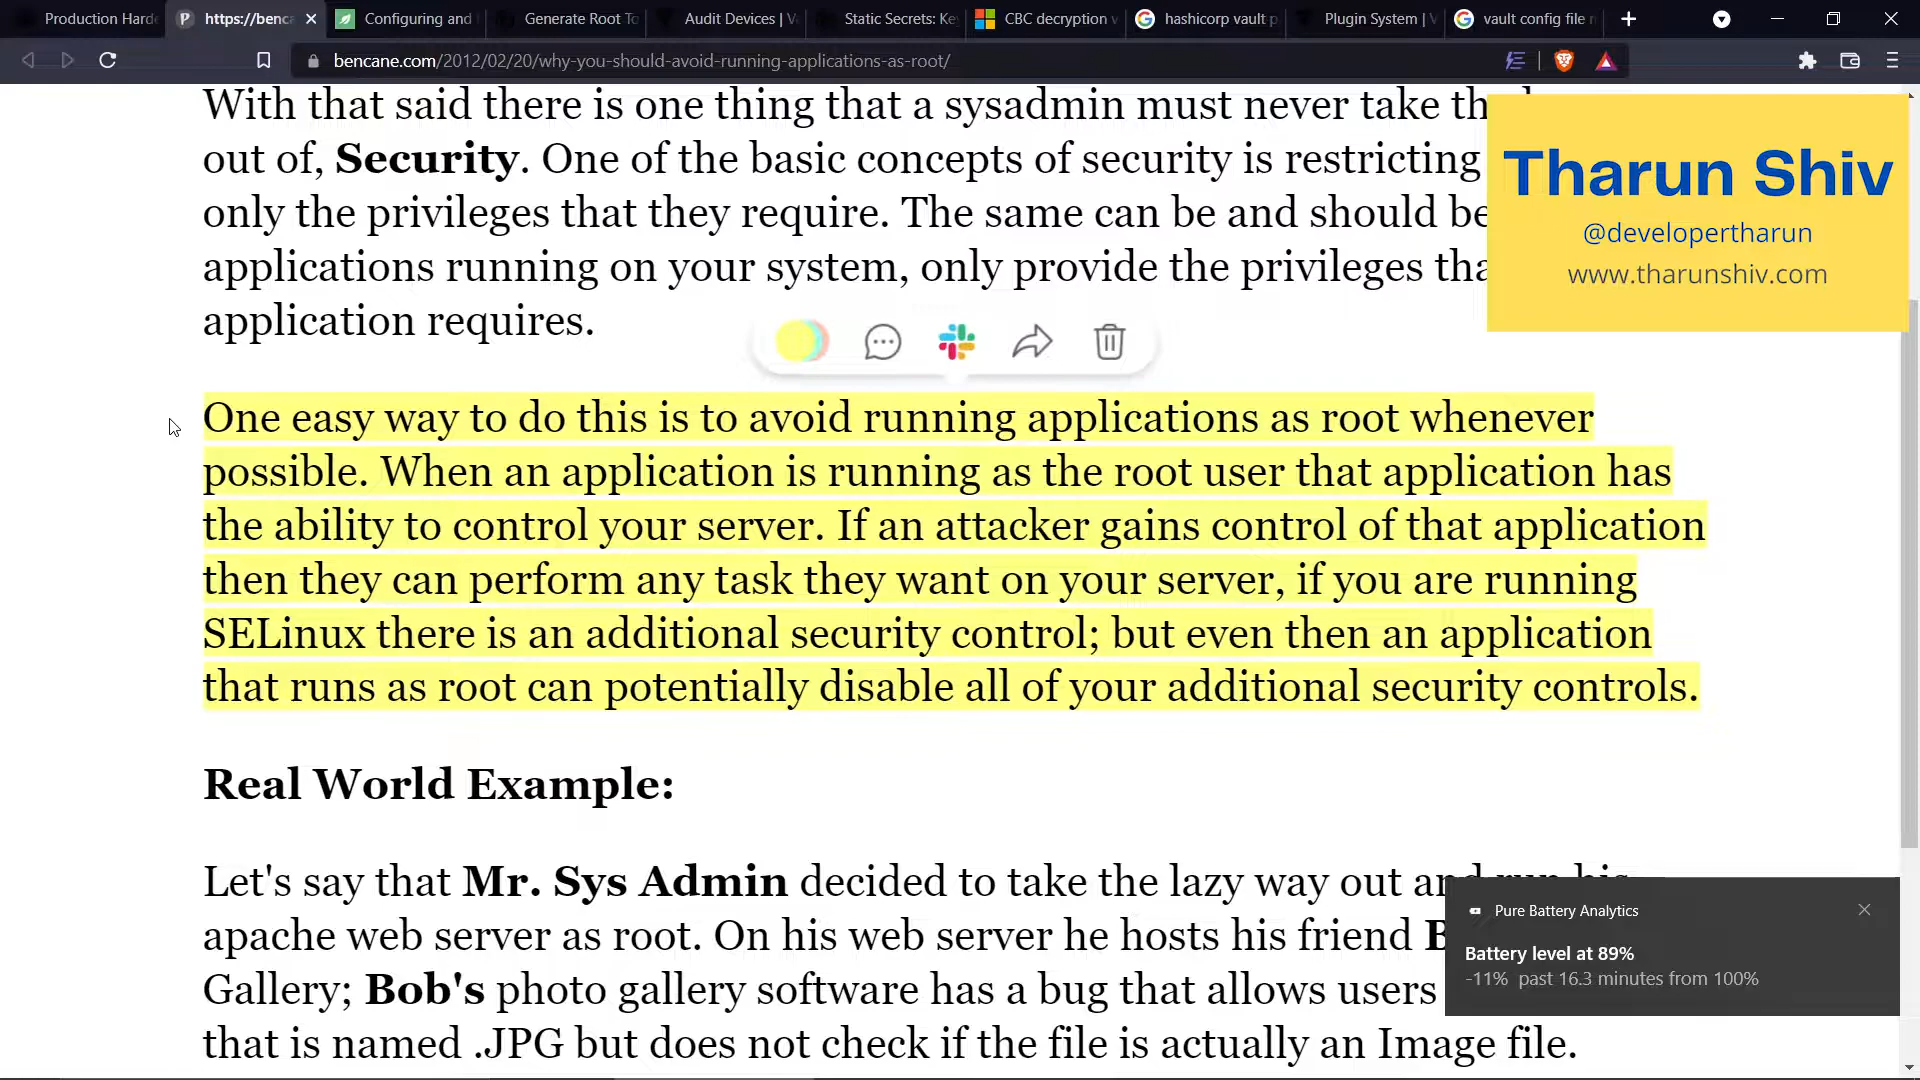 Production Hard
https://benca
Configuring and
Generate Root To
Audit Devices | V
Static Secrets: Ke
CBC decryption v
hashicorp vault p
Plugin System | V
vault config file
bencane.com/2012/02/20/why-you-should-avoid-running-applications-as-root/
With that said there is one thing that a sysadmin must never take
out of, Security. One of the basic concepts of security is restricting
only the privileges that they require. The same can be and should be
applications running on your system, only provide the privileges
application requires.
Tharun Shiv
@developertharun
www.tharunshiv.com
One easy way to do this is to avoid running applications as root whenever
possible. When an application is running as the root user that application has
the ability to control your server. If an attacker gains control of that application
then they can perform any task they want on your server, if you are running
SELinux there is an additional security control; but even then an application
that runs as root can potentially disable all of your additional security controls.
Real World Example:
Let's say that Mr. Sys Admin decided to take the lazy way out and run his
apache web server as root. On his web server he hosts his friend
Gallery; Bob's photo gallery software has a bug that allows users
that is named .JPG but does not check if the file is actually an Image file.
Pure Battery Analytics
Battery level at 89%
-11% past 16.3 minutes from 100%